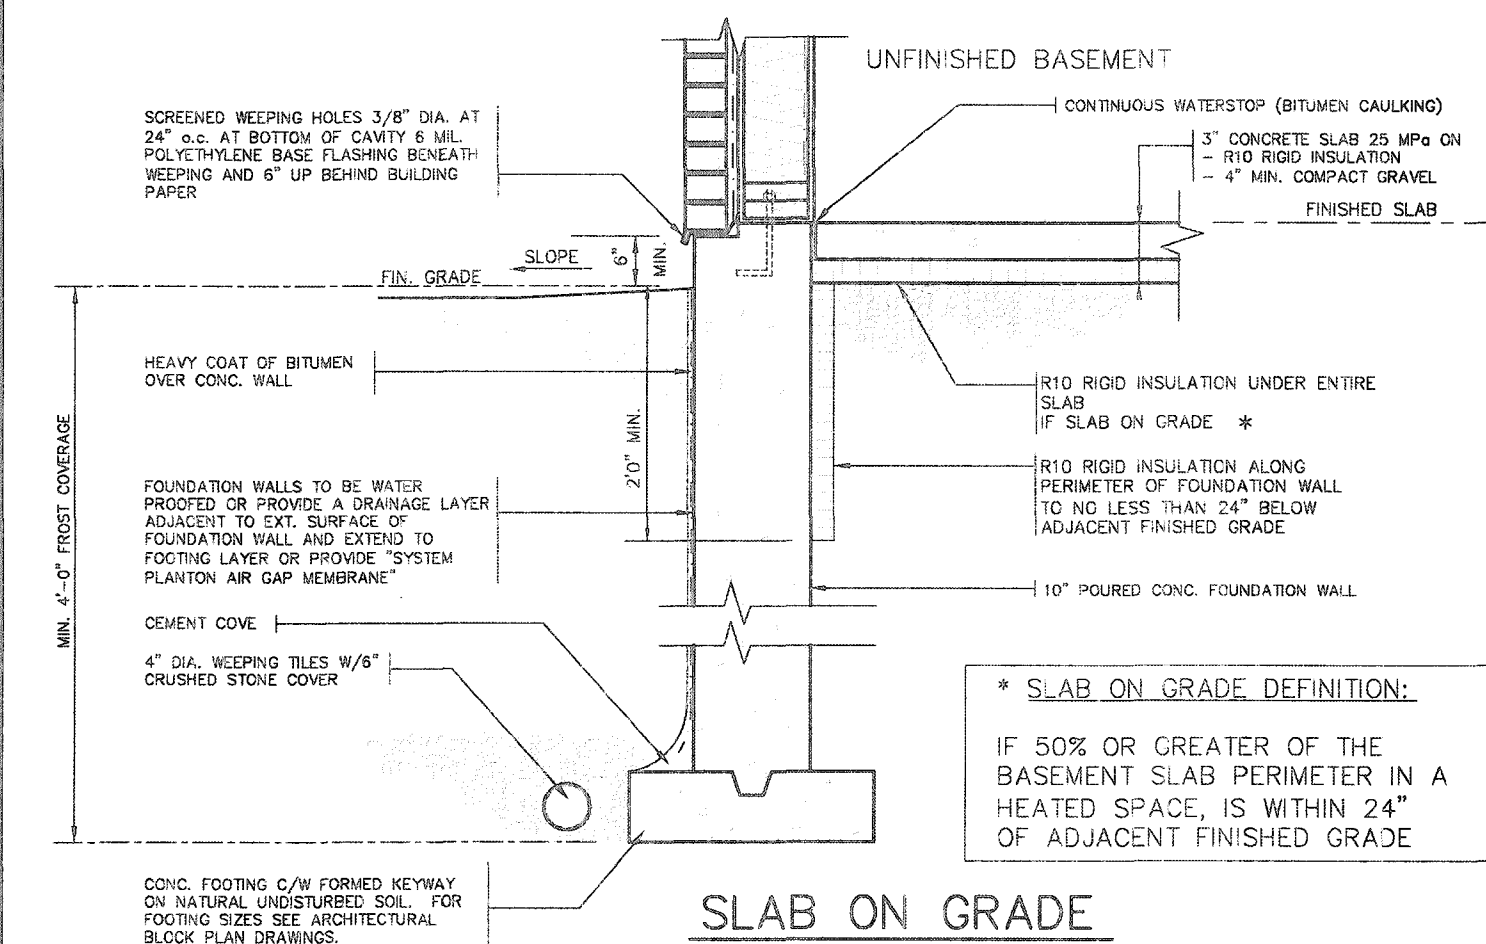 UNFINISHED BASEMENT
SCREENED WEEPING HOLES 3/8" DIA. AT
24" o.c. AT BOTTOM OF CAVITY 6 MIL.
POLYETHYLENE BASE FLASHING BENEATH
WEEPING AND 6" UP BEHIND BUILDING
PAPER
CONTINUOUS WATERSTOP (BITUMEN CAULKING)
3" CONCRETE SLAB 25 MPa ON
- R10 RIGID INSULATION
- 4" MIN. COMPACT GRAVEL
FINISHED SLAB
SLOPE
6"
MIN.
FIN. GRADE
HEAVY COAT OF BITUMEN
OVER CONC. WALL
MIN. 4'-0" FROST COVERAGE
2'0" MIN.
R10 RIGID INSULATION UNDER ENTIRE
SLAB
IF SLAB ON GRADE *
R10 RIGID INSULATION ALONG
PERIMETER OF FOUNDATION WALL
TO NO LESS THAN 24" BELOW
ADJACENT FINISHED GRADE
FOUNDATION WALLS TO BE WATER
PROOFED OR PROVIDE A DRAINAGE LAYER
ADJACENT TO EXT. SURFACE OF
FOUNDATION WALL AND EXTEND TO
FOOTING LAYER OR PROVIDE "SYSTEM
PLANTON AIR GAP MEMBRANE"
10" POURED CONC. FOUNDATION WALL
CEMENT COVE
4" DIA. WEEPING TILES W/6"
CRUSHED STONE COVER
* SLAB ON GRADE DEFINITION:
IF 50% OR GREATER OF THE
BASEMENT SLAB PERIMETER IN A
HEATED SPACE, IS WITHIN 24"
OF ADJACENT FINISHED GRADE
CONC. FOOTING C/W FORMED KEYWAY
ON NATURAL UNDISTURBED SOIL. FOR
FOOTING SIZES SEE ARCHITECTURAL
BLOCK PLAN DRAWINGS.
SLAB ON GRADE